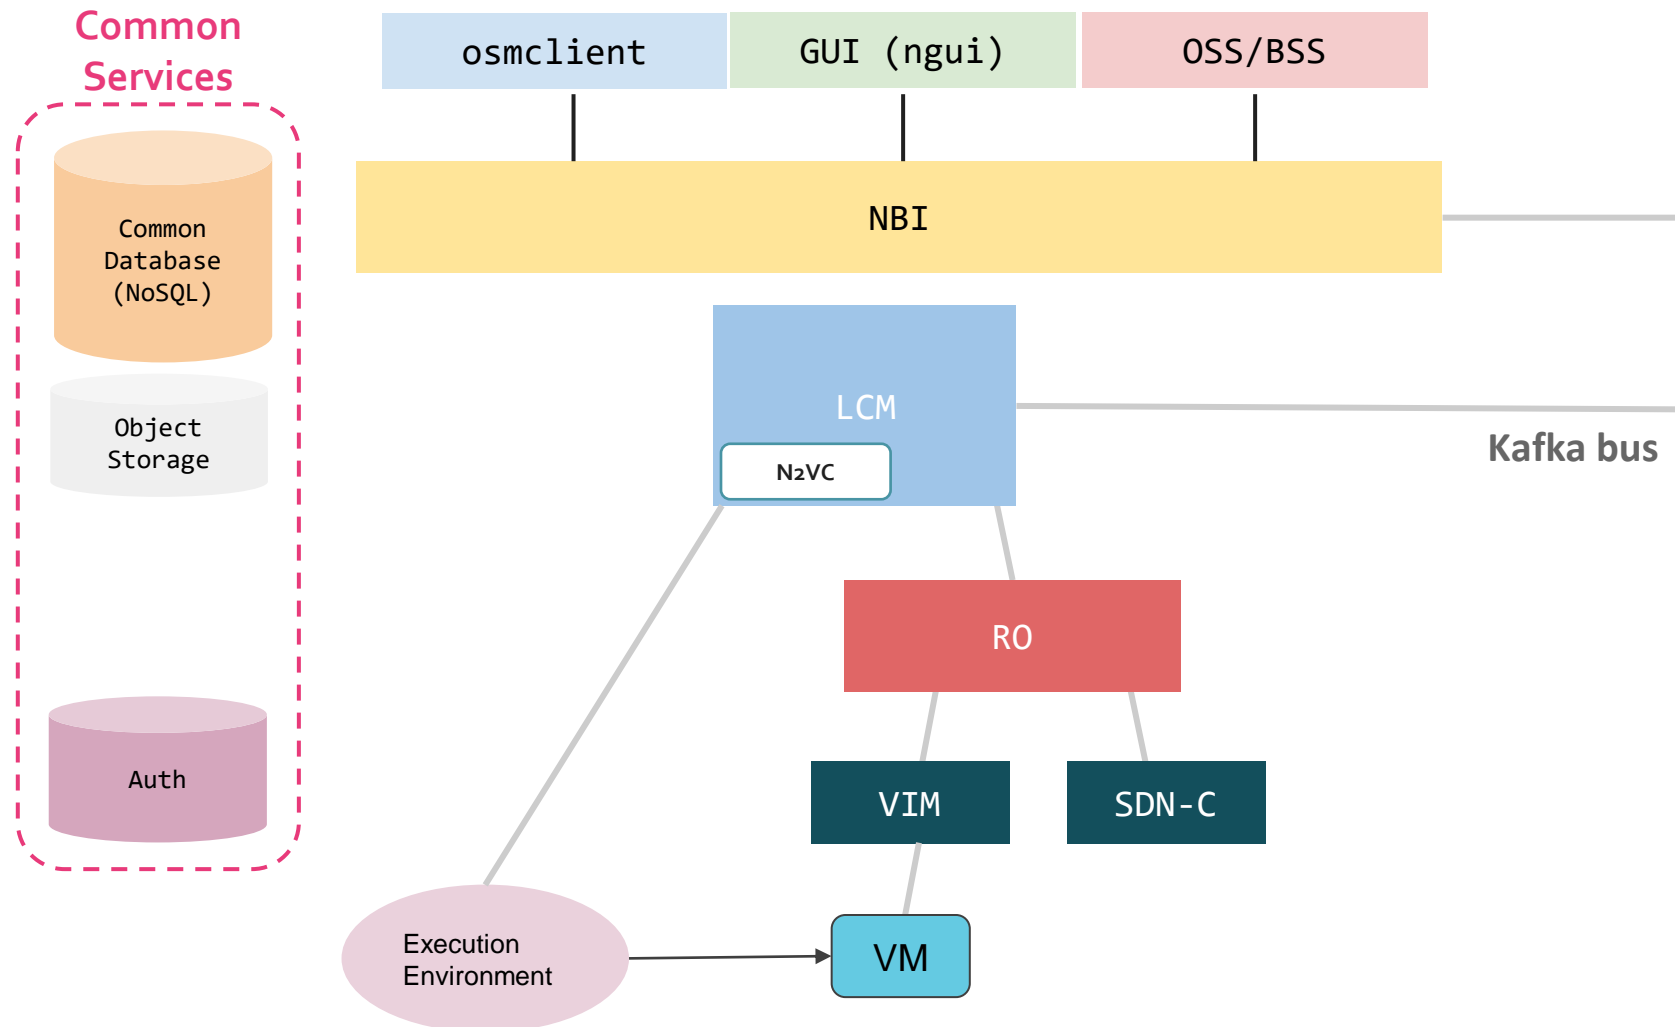 Common
Services
osmclient
GUI (ngui)
OSS/BSS
NBI
Common
Database
(NoSQL)
LCM
Object
Storage
Kafka bus
N2VC
RO
Auth
VIM
SDN-C
Execution
Environment
VM